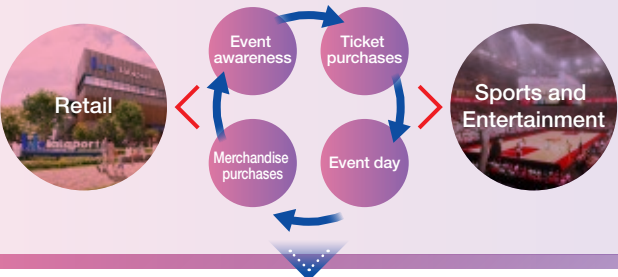 Event
awareness
Ticket
purchases
Retail
Sports and
Entertainment
Merchandise
purchases
Event day